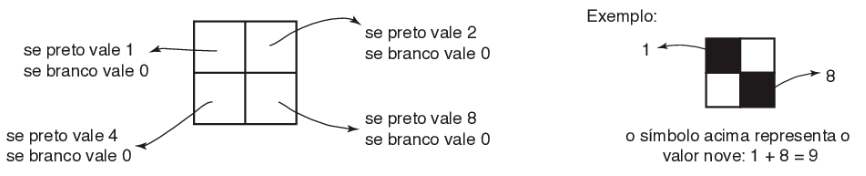 se preto vale 1
se branco vale 0
se preto vale 2
se branco vale 0
se preto vale 4
se branco vale 0
se preto vale 8
se branco vale 0
Exemplo:
1
8
o símbolo acima representa o
valor nove: 1 + 8 = 9